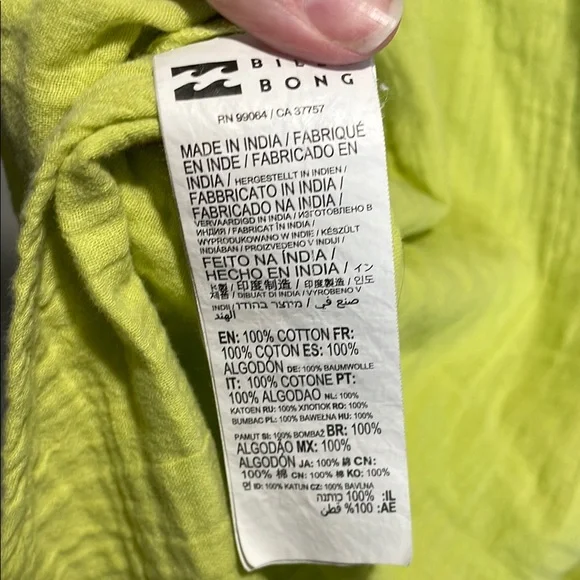 BILLA
BONG
RN 99064 / CA 37757
MADE IN INDIA / FABRIQUÉ
EN INDE / FABRICADO EN
INDIA / HERGESTELLT IN INDIEN /
FABBRICATO IN INDIA /
FABRICADO NA INDIA /
VERVAARDIGD IN INDIA / ИЗГОТОВЛЕНО В
ИНДИЯ / FABRICAT ÎN INDIA /
WYPRODUKOWANO W INDIE / KÉSZÜLT
INDIÁBAN / PROIZVEDENO V INDIJI /
FEITO NA ÍNDIA /
HECHO EN INDIA / イン
ド製 / 印度制造 / 印度製造 / 인도
제품 / DIBUAT DI INDIA / VYROBENO V
INDII / מיוצר בהודו / صنع في
الهند
EN: 100% COTTON FR:
100% COTON ES: 100%
ALGODÓN DE: 100% BAUMWOLLE
IT: 100% COTONE PT:
100% ALGODAO NL: 100%
KATOEN RU: 100% ХЛОПОК RO: 100%
BUMBAC PL: 100% BAWEŁNA HU: 100%
PAMUT SI: 100% BOMBAŽ BR: 100%
ALGODÃO MX: 100%
ALGODÓN JA: 100% 綿 CN:
100% 棉 CN: 100% 棉 KO: 100%
면 ID: 100% KATUN CZ: 100% BAVLNA
IL: 100% כותנה
AE: 100% قطن